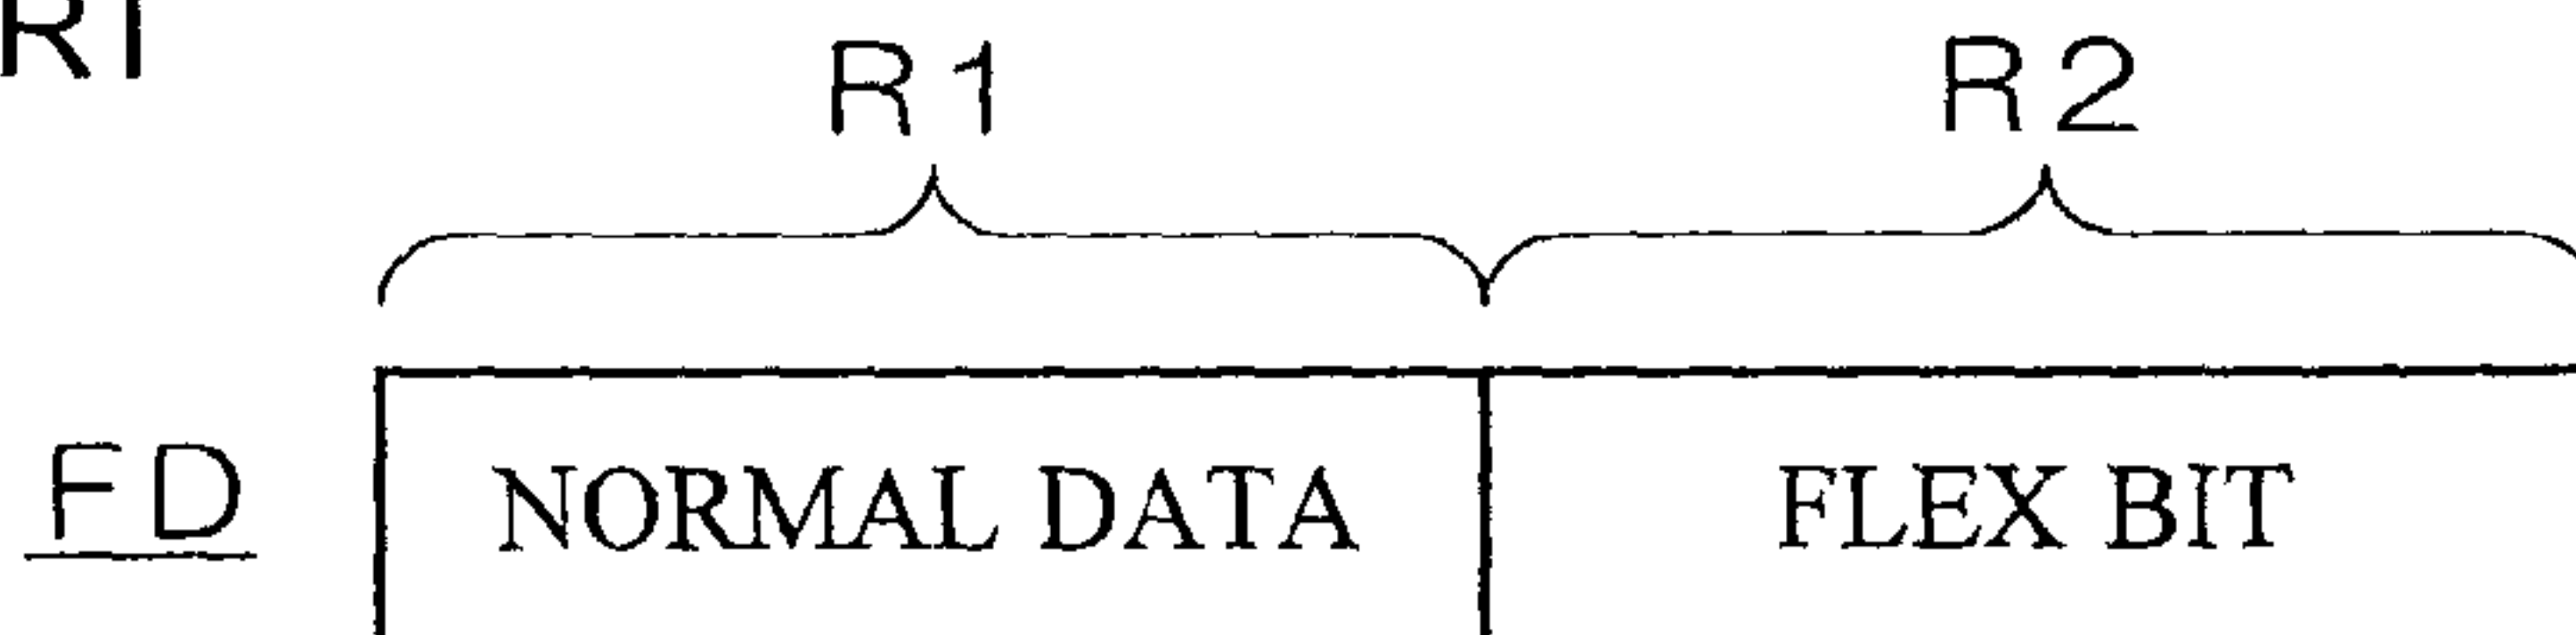 R1 R2
FD NORMAL DATA FLEX BIT